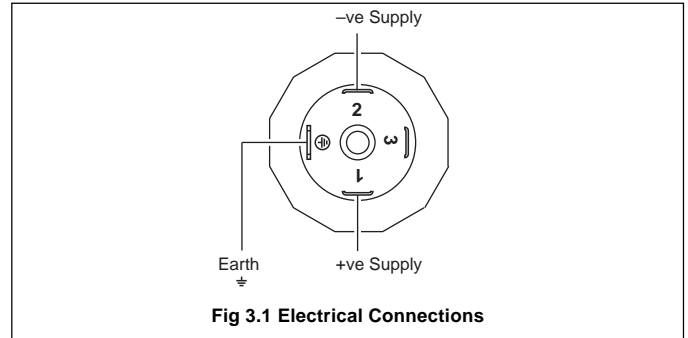 –ve Supply
2
3
1
Earth
+ve Supply
Fig 3.1 Electrical Connections